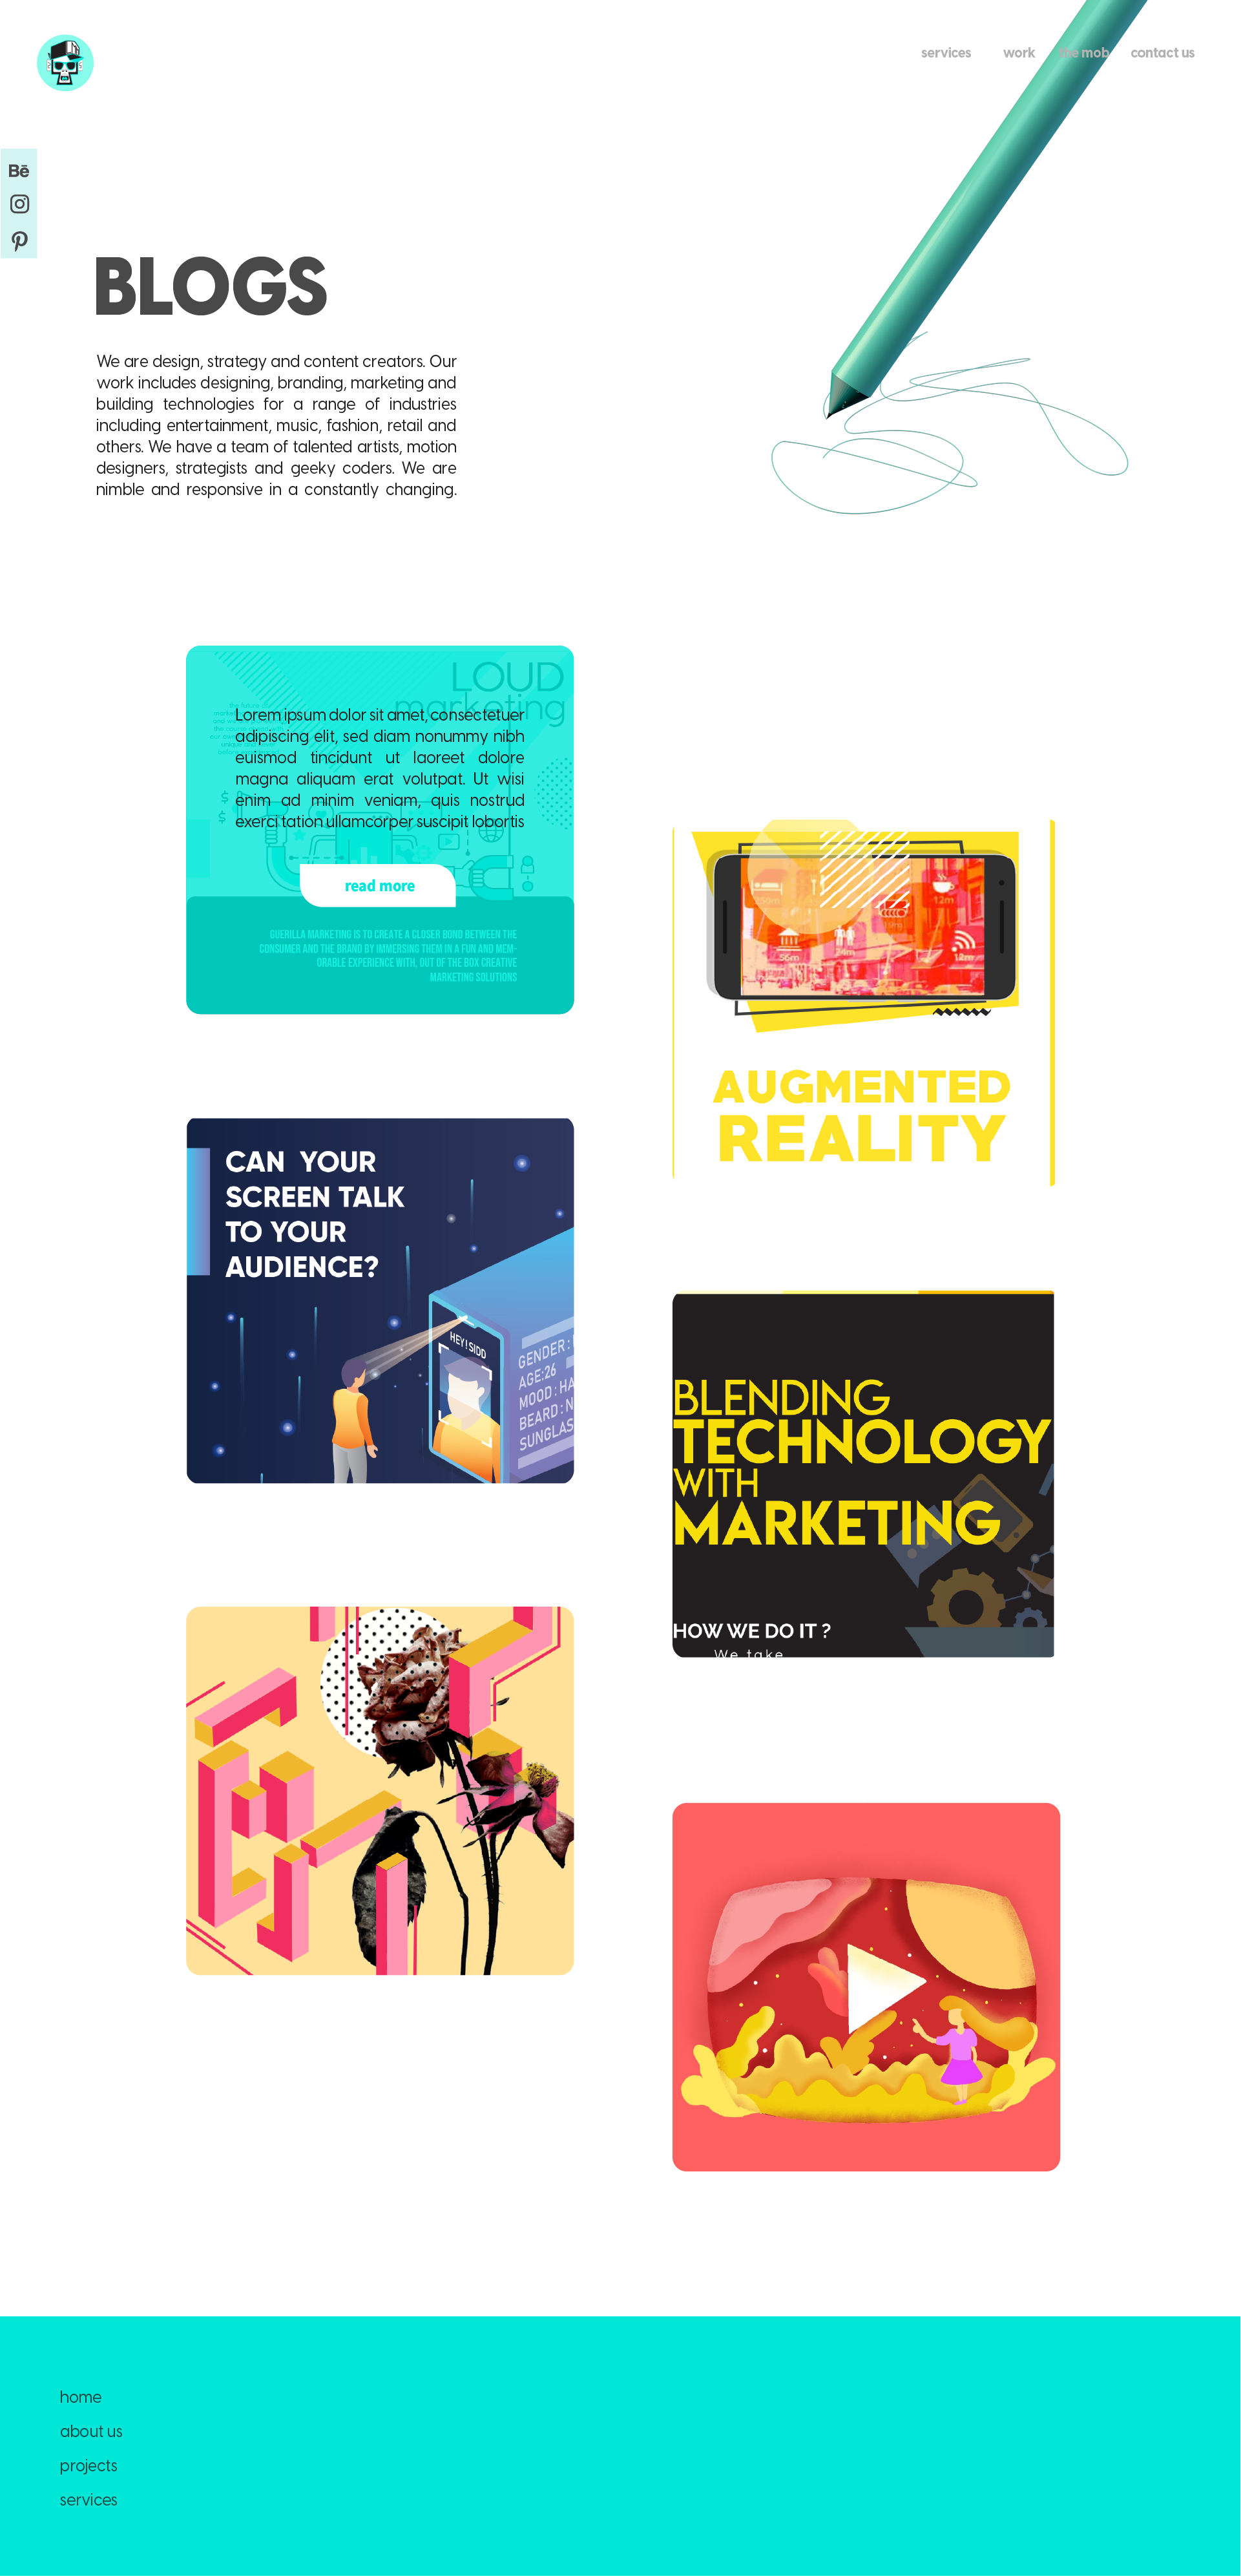 services work the mob contact us
Bē
BLOGS
We are design, strategy and content creators. Our
work includes designing, branding, marketing and
building technologies for a range of industries
including entertainment, music, fashion, retail and
others. We have a team of talented artists, motion
designers, strategists and geeky coders. We are
nimble and responsive in a constantly changing.
LOUD
marketing
Lorem ipsum dolor sit amet, consectetuer
adipiscing elit, sed diam nonummy nibh
euismod tincidunt ut laoreet dolore
magna aliquam erat volutpat. Ut wisi
enim ad minim veniam, quis nostrud
exerci tation ullamcorper suscipit lobortis
read more
GUERILLA MARKETING IS TO CREATE A CLOSER BOND BETWEEN THE
CONSUMER AND THE BRAND BY IMMERSING THEM IN A FUN AND MEM-
ORABLE EXPERIENCE WITH, OUT OF THE BOX CREATIVE
MARKETING SOLUTIONS
12m
56m
24m
12m
AUGMENTED
REALITY
CAN YOUR
SCREEN TALK
TO YOUR
AUDIENCE?
HEY! SIDD
GENDER :
AGE:26
MOOD : HA
BEARD : N
SUNGLAS
BLENDING
TECHNOLOGY
WITH
MARKETING
HOW WE DO IT ?
We take
home
about us
projects
services